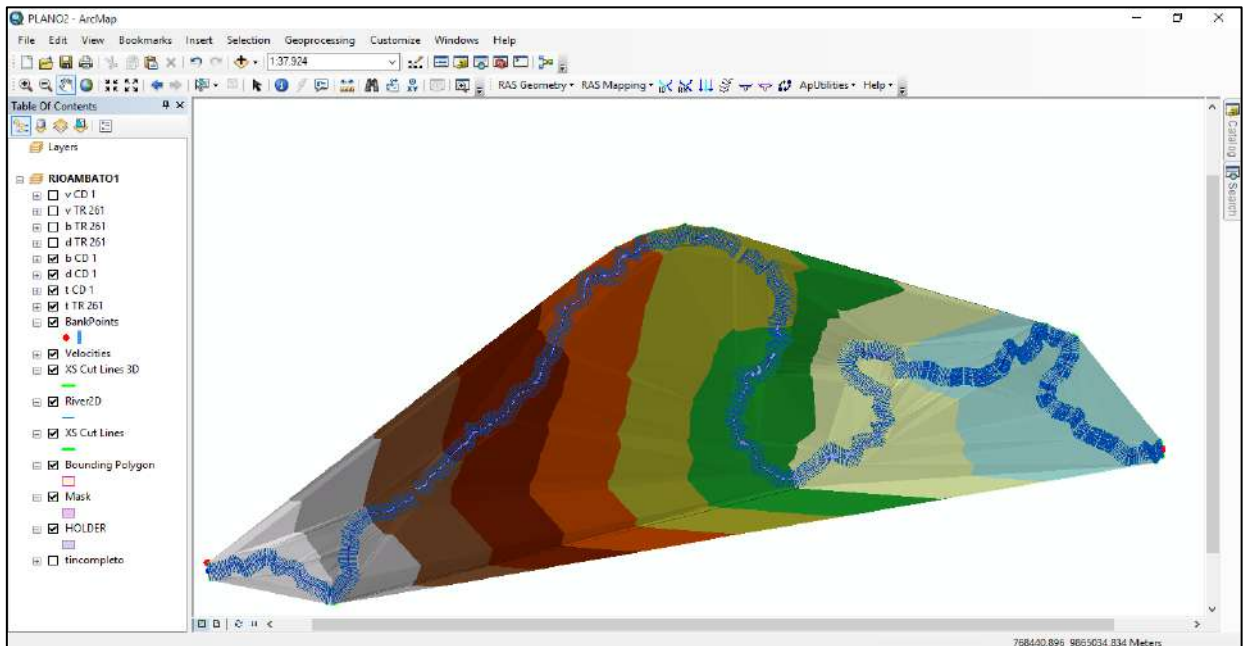 PLANO2 - ArcMap
File Edit View Bookmarks Insert Selection Geoprocessing Customize Windows Help
1:37.924
RAS Geometry RAS Mapping ApUtilities Help
Table Of Contents
Layers
RIOAMBATO1
v CD 1
v TR 261
b TR 261
d TR 261
b CD 1
d CD 1
t CD 1
t TR 261
BankPoints
Velocities
XS Cut Lines 3D
River2D
XS Cut Lines
Bounding Polygon
Mask
HOLDER
tincompleto
Catalog
Search
768440.896 9865034.834 Meters